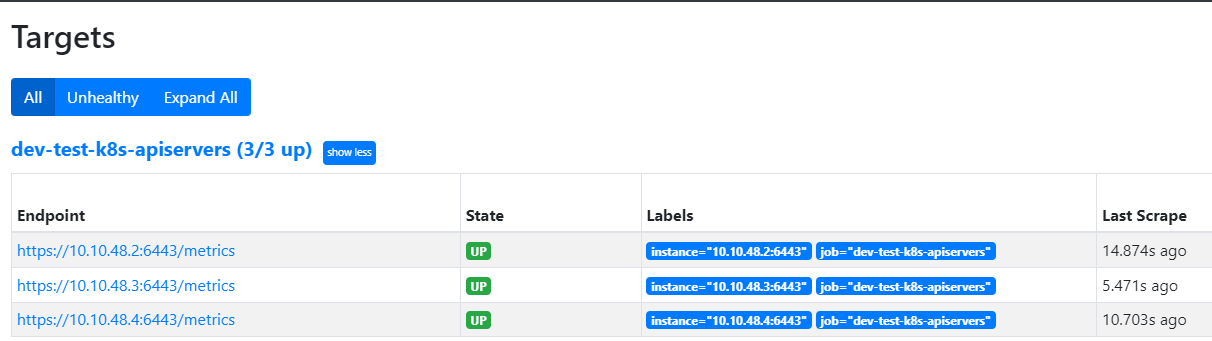 Targets
All Unhealthy Expand All
dev-test-k8s-apiservers (3/3 up) show less
Endpoint State Labels Last Scrape
https://10.10.48.2:6443/metrics UP instance="10.10.48.2:6443" job="dev-test-k8s-apiservers" 14.874s ago
https://10.10.48.3:6443/metrics UP instance="10.10.48.3:6443" job="dev-test-k8s-apiservers" 5.471s ago
https://10.10.48.4:6443/metrics UP instance="10.10.48.4:6443" job="dev-test-k8s-apiservers" 10.703s ago